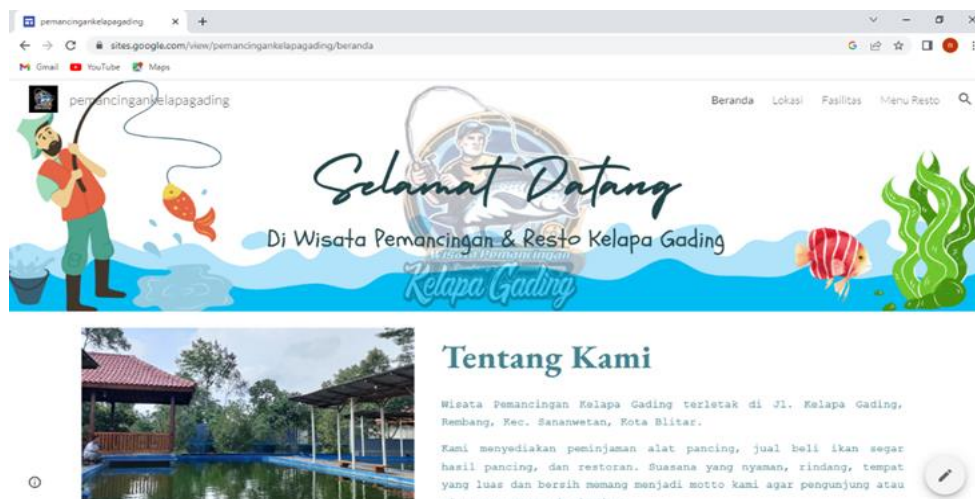 pemancingankelapagading
sites.google.com/view/pemancingankelapagading/beranda
Gmail YouTube Maps
pemancingankelapagading
Beranda Lokasi Fasilitas Menu Resto
Selamat Datang
Di Wisata Pemancingan & Resto Kelapa Gading
Wisata Pemancingan
Kelapa Gading
Tentang Kami
Wisata Pemancingan Kelapa Gading terletak di Jl. Kelapa Gading,
Rembang, Kec. Sananwetan, Kota Blitar.
Kami menyediakan peminjaman alat pancing, jual beli ikan segar
hasil pancing, dan restoran. Suasana yang nyaman, rindang, tempat
yang luas dan bersih memang menjadi motto kami agar pengunjung atau